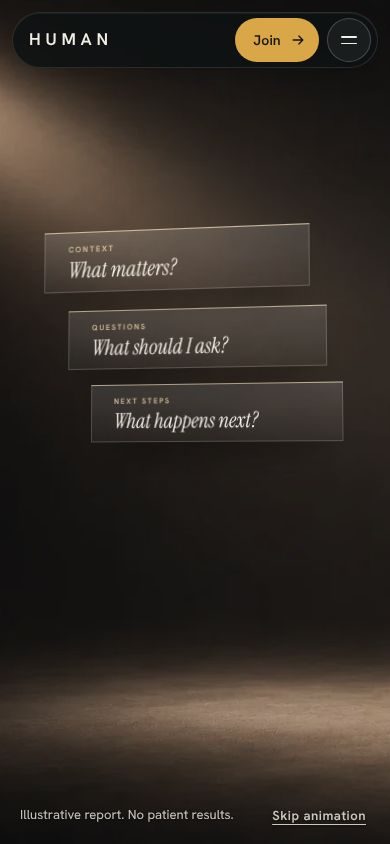 HUMAN
Join →
CONTEXT
What matters?
QUESTIONS
What should I ask?
NEXT STEPS
What happens next?
Illustrative report. No patient results.
Skip animation